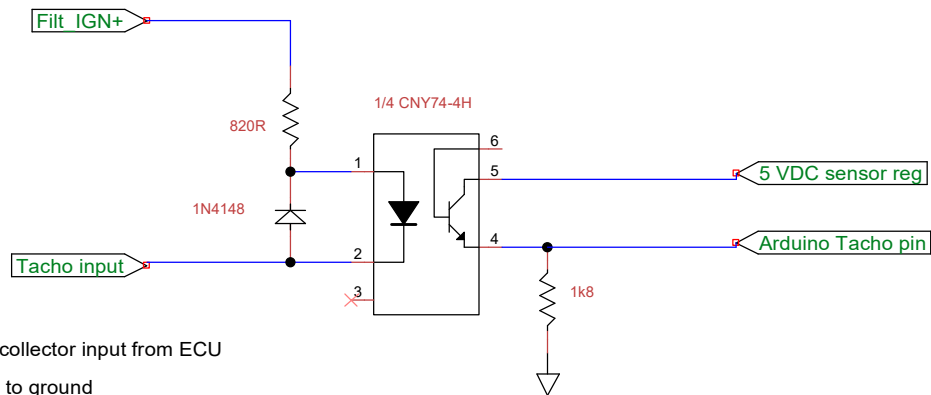 Filt_IGN+
1/4 CNY74-4H
820R
1
6
5
5 VDC sensor reg
1N4148
Tacho input
2
4
Arduino Tacho pin
3
1k8
collector input from ECU
to ground